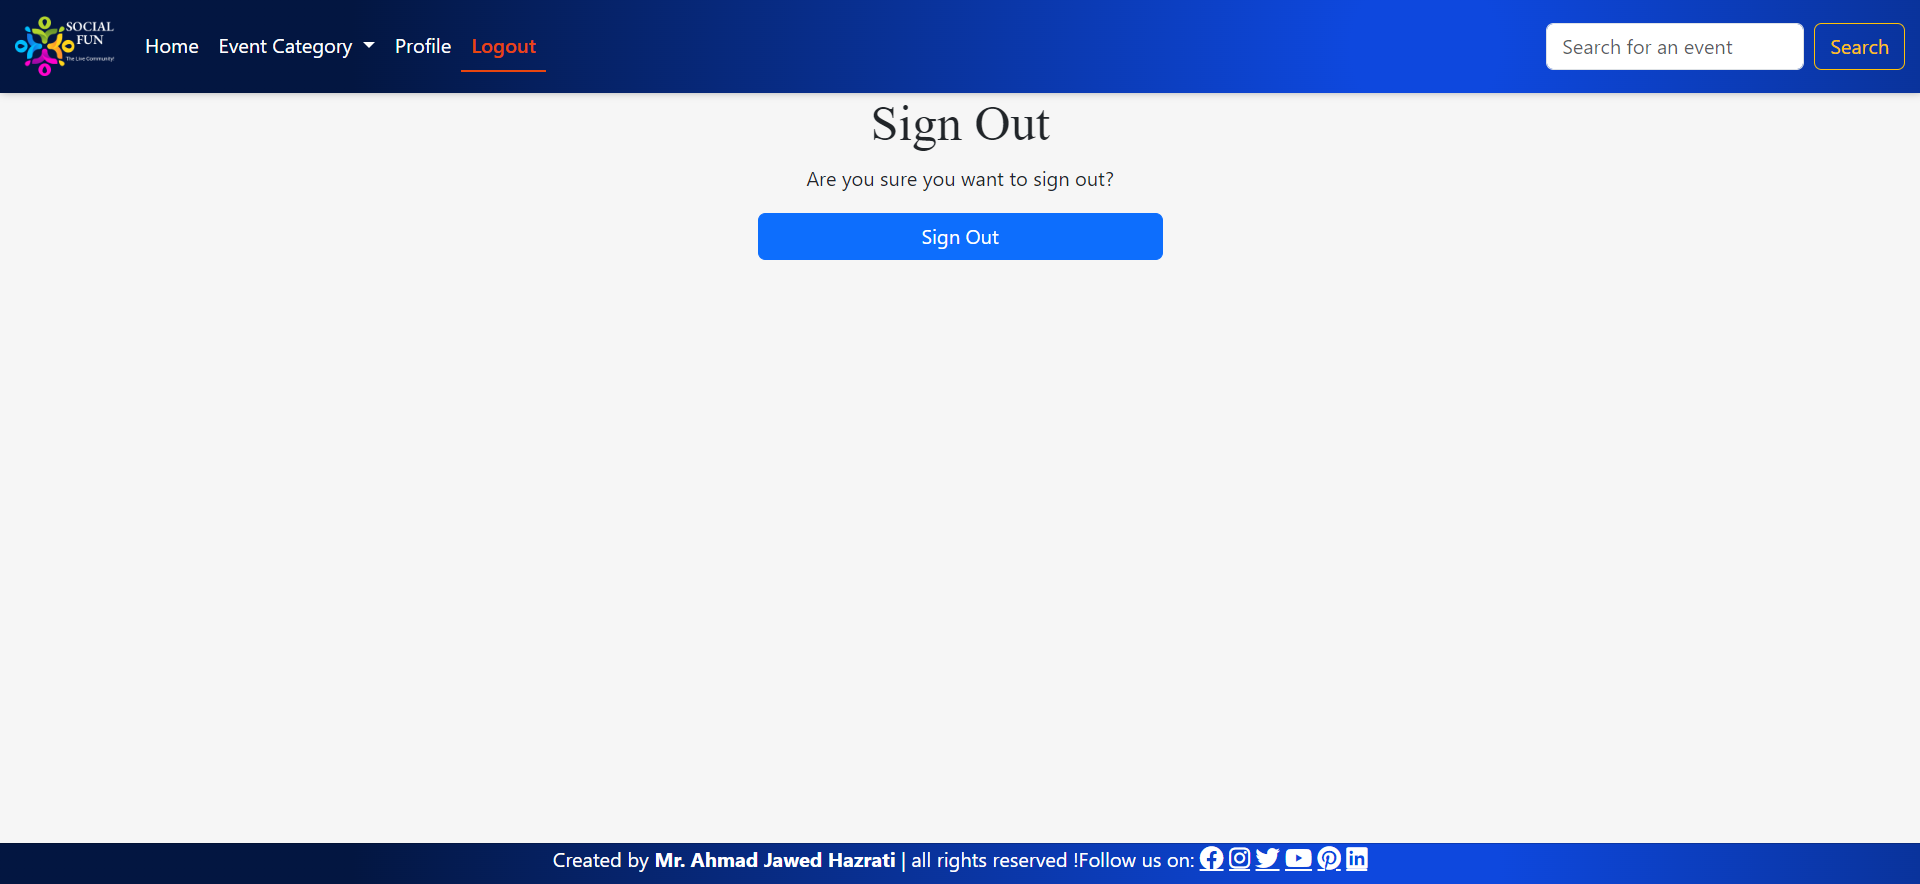 SOCIAL
FUN
The Live Community!
Home Event Category Profile Logout
Search for an event
Search
Sign Out
Are you sure you want to sign out?
Sign Out
Created by Mr. Ahmad Jawed Hazrati | all rights reserved !Follow us on: